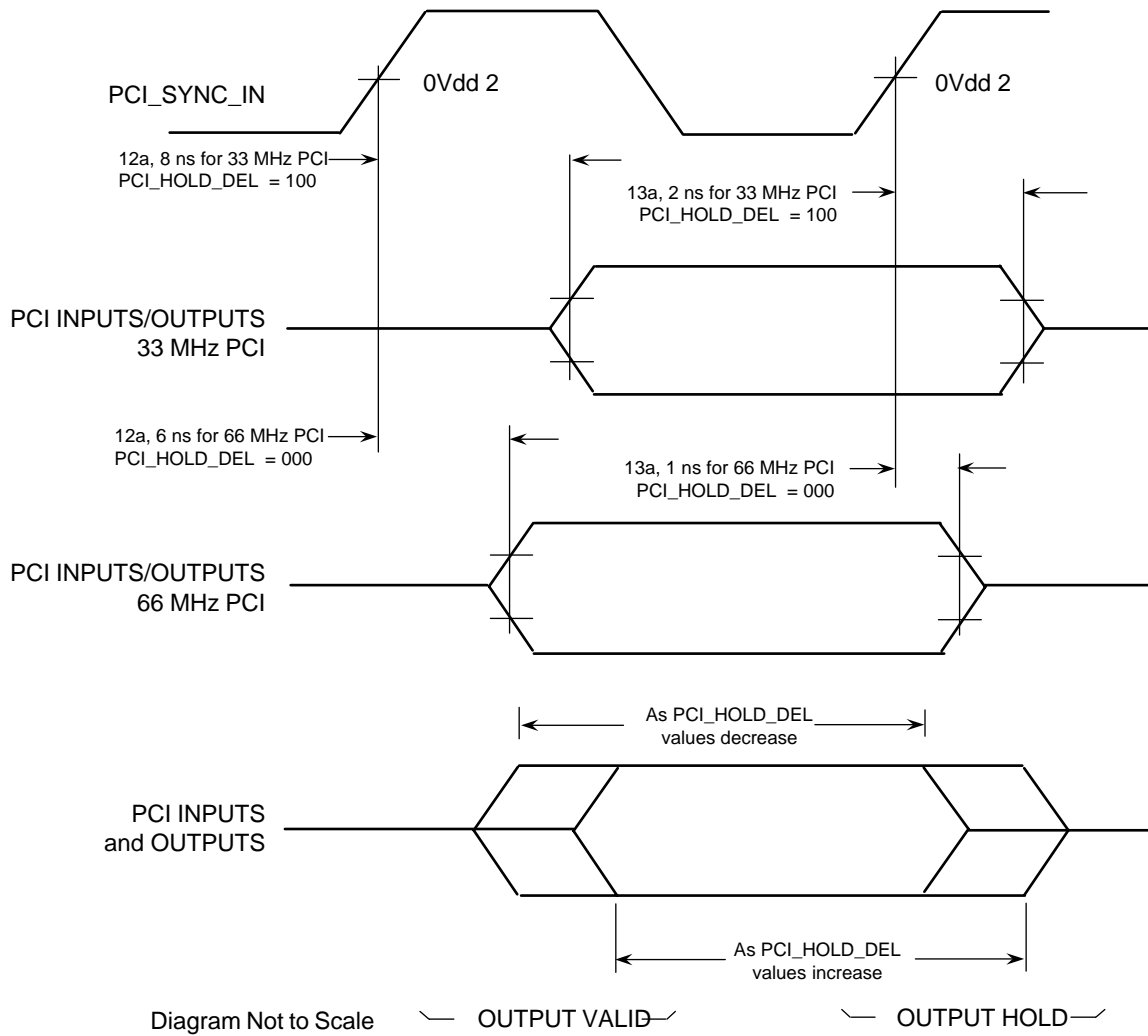 PCI_SYNC_IN
0Vdd 2
0Vdd 2
12a, 8 ns for 33 MHz PCI
PCI_HOLD_DEL = 100
13a, 2 ns for 33 MHz PCI
PCI_HOLD_DEL = 100
PCI INPUTS/OUTPUTS
33 MHz PCI
12a, 6 ns for 66 MHz PCI
PCI_HOLD_DEL = 000
13a, 1 ns for 66 MHz PCI
PCI_HOLD_DEL = 000
PCI INPUTS/OUTPUTS
66 MHz PCI
As PCI_HOLD_DEL
values decrease
PCI INPUTS
and OUTPUTS
As PCI_HOLD_DEL
values increase
Diagram Not to Scale
OUTPUT VALID
OUTPUT HOLD